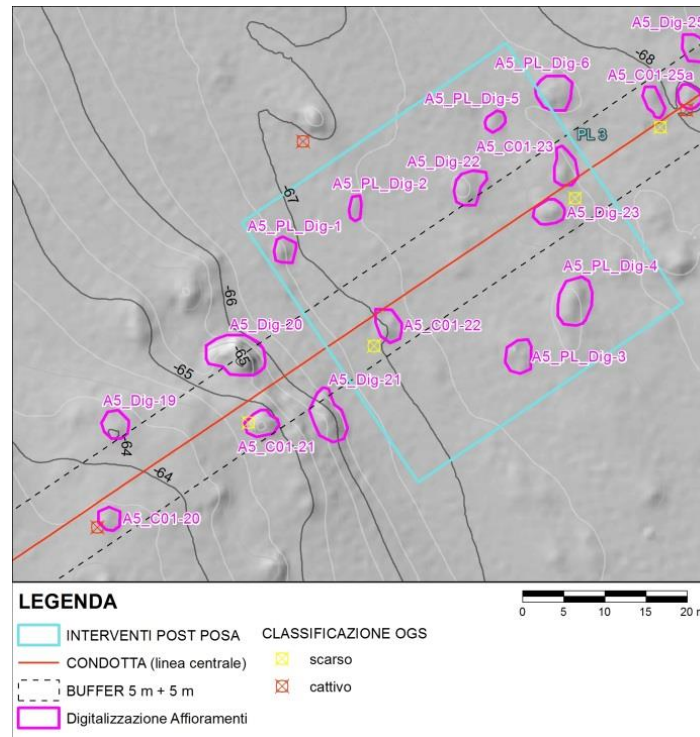 A5_Dig-25
-68
A5_PL_Dig-6
A5_C01-25a
A5_PL_Dig-5
PL 3
A5_C01-23
A5_Dig-22
-67
A5_PL_Dig-2
A5_PL_Dig-1
A5_Dig-23
A5_PL_Dig-4
-66
A5_Dig-20
A5_C01-22
-65
A5_PL_Dig-3
-65
A5_Dig-21
A5_Dig-19
-64
A5_C01-21
-64
A5_C01-20
LEGENDA
0 5 10 15 20 m
INTERVENTI POST POSA
CLASSIFICAZIONE OGS
CONDOTTA (linea centrale)
scarso
BUFFER 5 m + 5 m
cattivo
Digitalizzazione Affioramenti